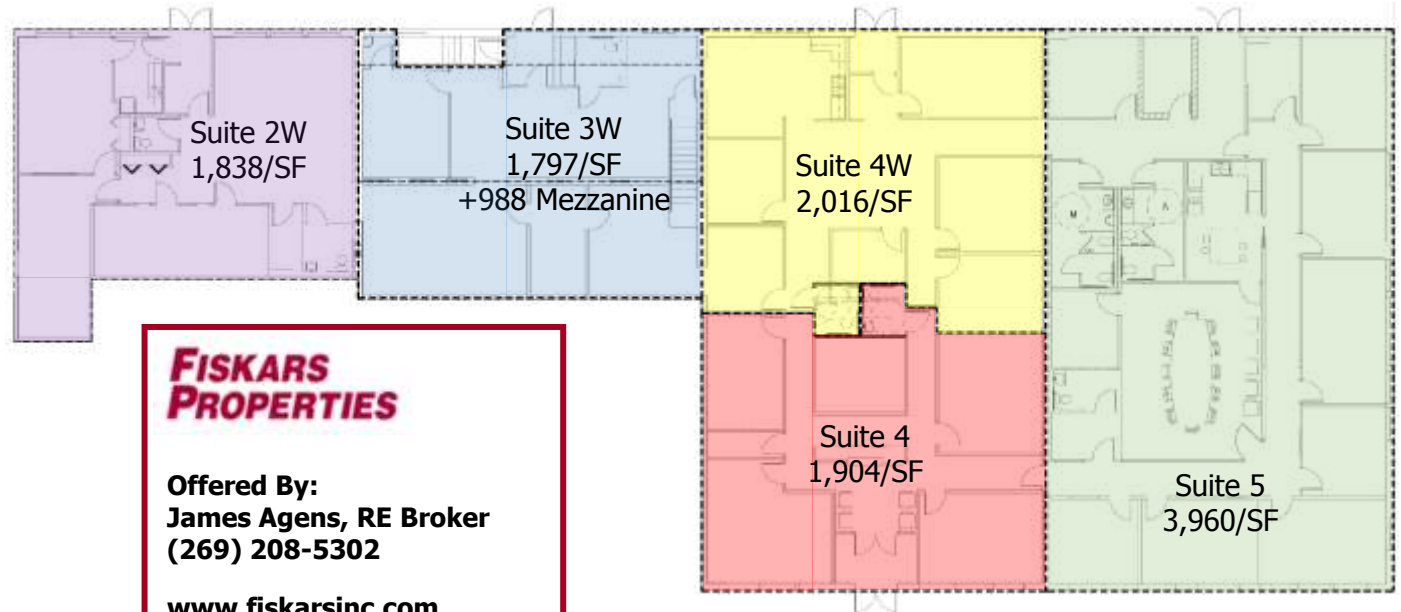 Suite 2W
1,838/SF
Suite 3W
1,797/SF
+988 Mezzanine
Suite 4W
2,016/SF
Suite 4
1,904/SF
Suite 5
3,960/SF
M
FISKARS
PROPERTIES
Offered By:
James Agens, RE Broker
(269) 208-5302
www.fiskarsinc.com